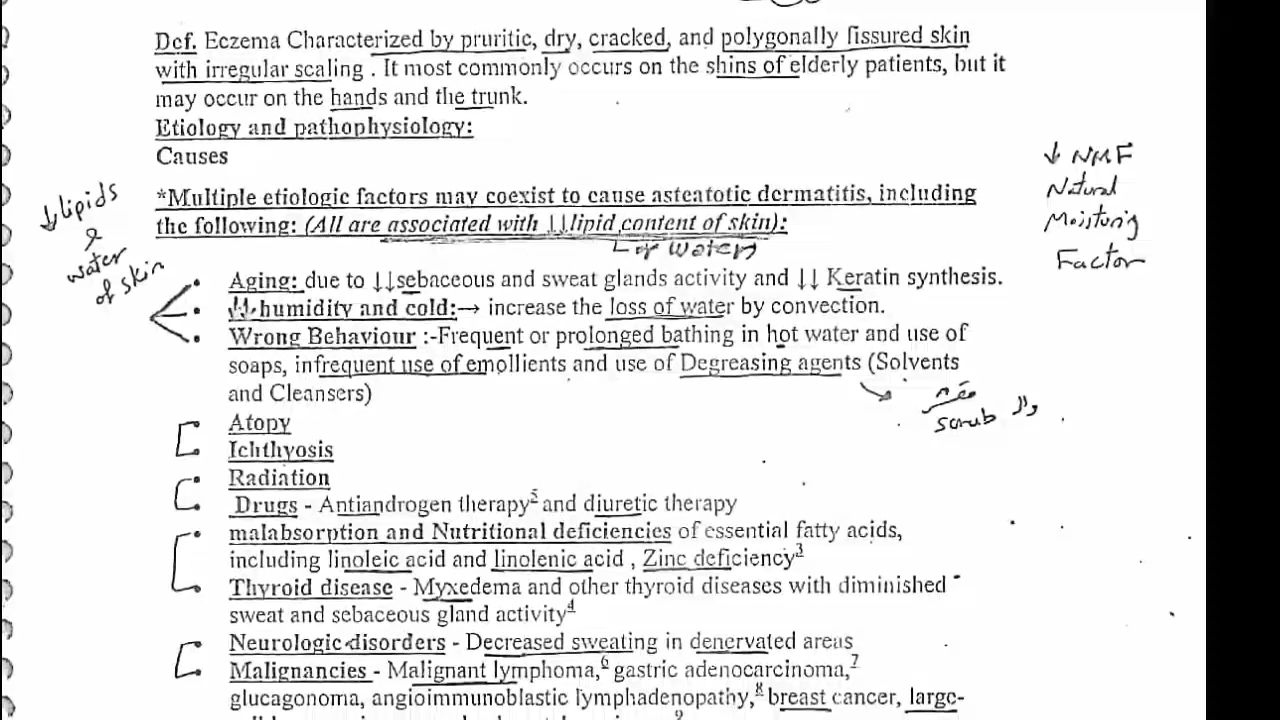 Def. Eczema Characterized by pruritic, dry, cracked, and polygonally fissured skin
with irregular scaling . It most commonly occurs on the shins of elderly patients, but it
may occur on the hands and the trunk.
Etiology and pathophysiology:
Causes
*Multiple etiologic factors may coexist to cause asteatotic dermatitis, including
the following: (All are associated with ↓↓lipid content of skin):
or water
↓ lipids
&
water
of skin
↓ NMF
Natural
Moistoring
Factor
• Aging: due to ↓↓sebaceous and sweat glands activity and ↓↓ Keratin synthesis.
• ↓↓ humidity and cold:→ increase the loss of water by convection.
• Wrong Behaviour :-Frequent or prolonged bathing in hot water and use of
soaps, infrequent use of emollients and use of Degreasing agents (Solvents
and Cleansers)
scrub وال
• Atopy
• Ichthyosis
• Radiation
• Drugs - Antiandrogen therapy5 and diuretic therapy
• malabsorption and Nutritional deficiencies of essential fatty acids,
including linoleic acid and linolenic acid , Zinc deficiency3
• Thyroid disease - Myxedema and other thyroid diseases with diminished
sweat and sebaceous gland activity4
• Neurologic disorders - Decreased sweating in denervated areas
• Malignancies - Malignant lymphoma,6 gastric adenocarcinoma,7
glucagonoma, angioimmunoblastic lymphadenopathy,8 breast cancer, large-